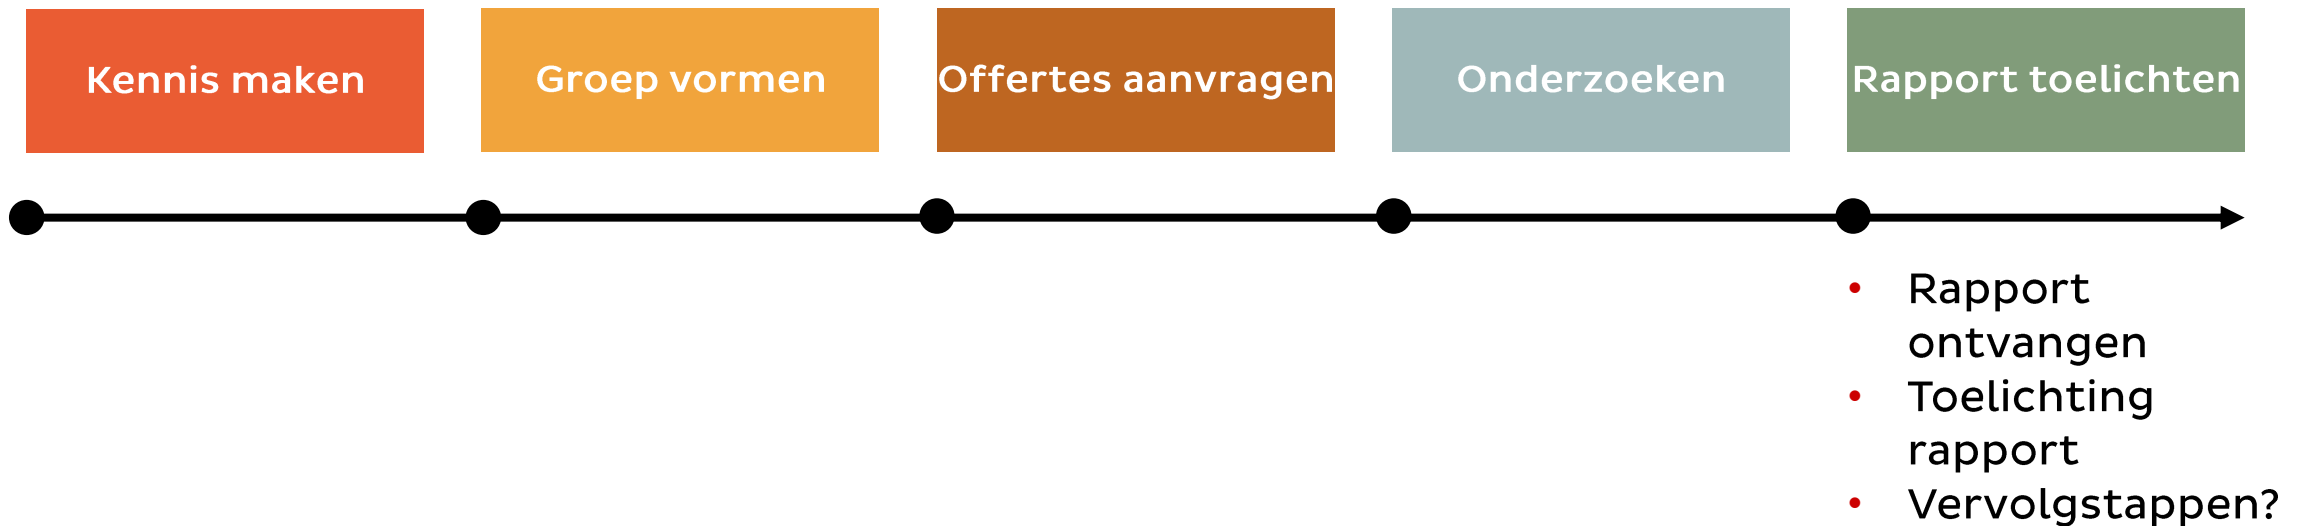 Kennis maken
Groep vormen
Offertes aanvragen
Onderzoeken
Rapport toelichten
• Rapport
ontvangen
• Toelichting
rapport
• Vervolgstappen?